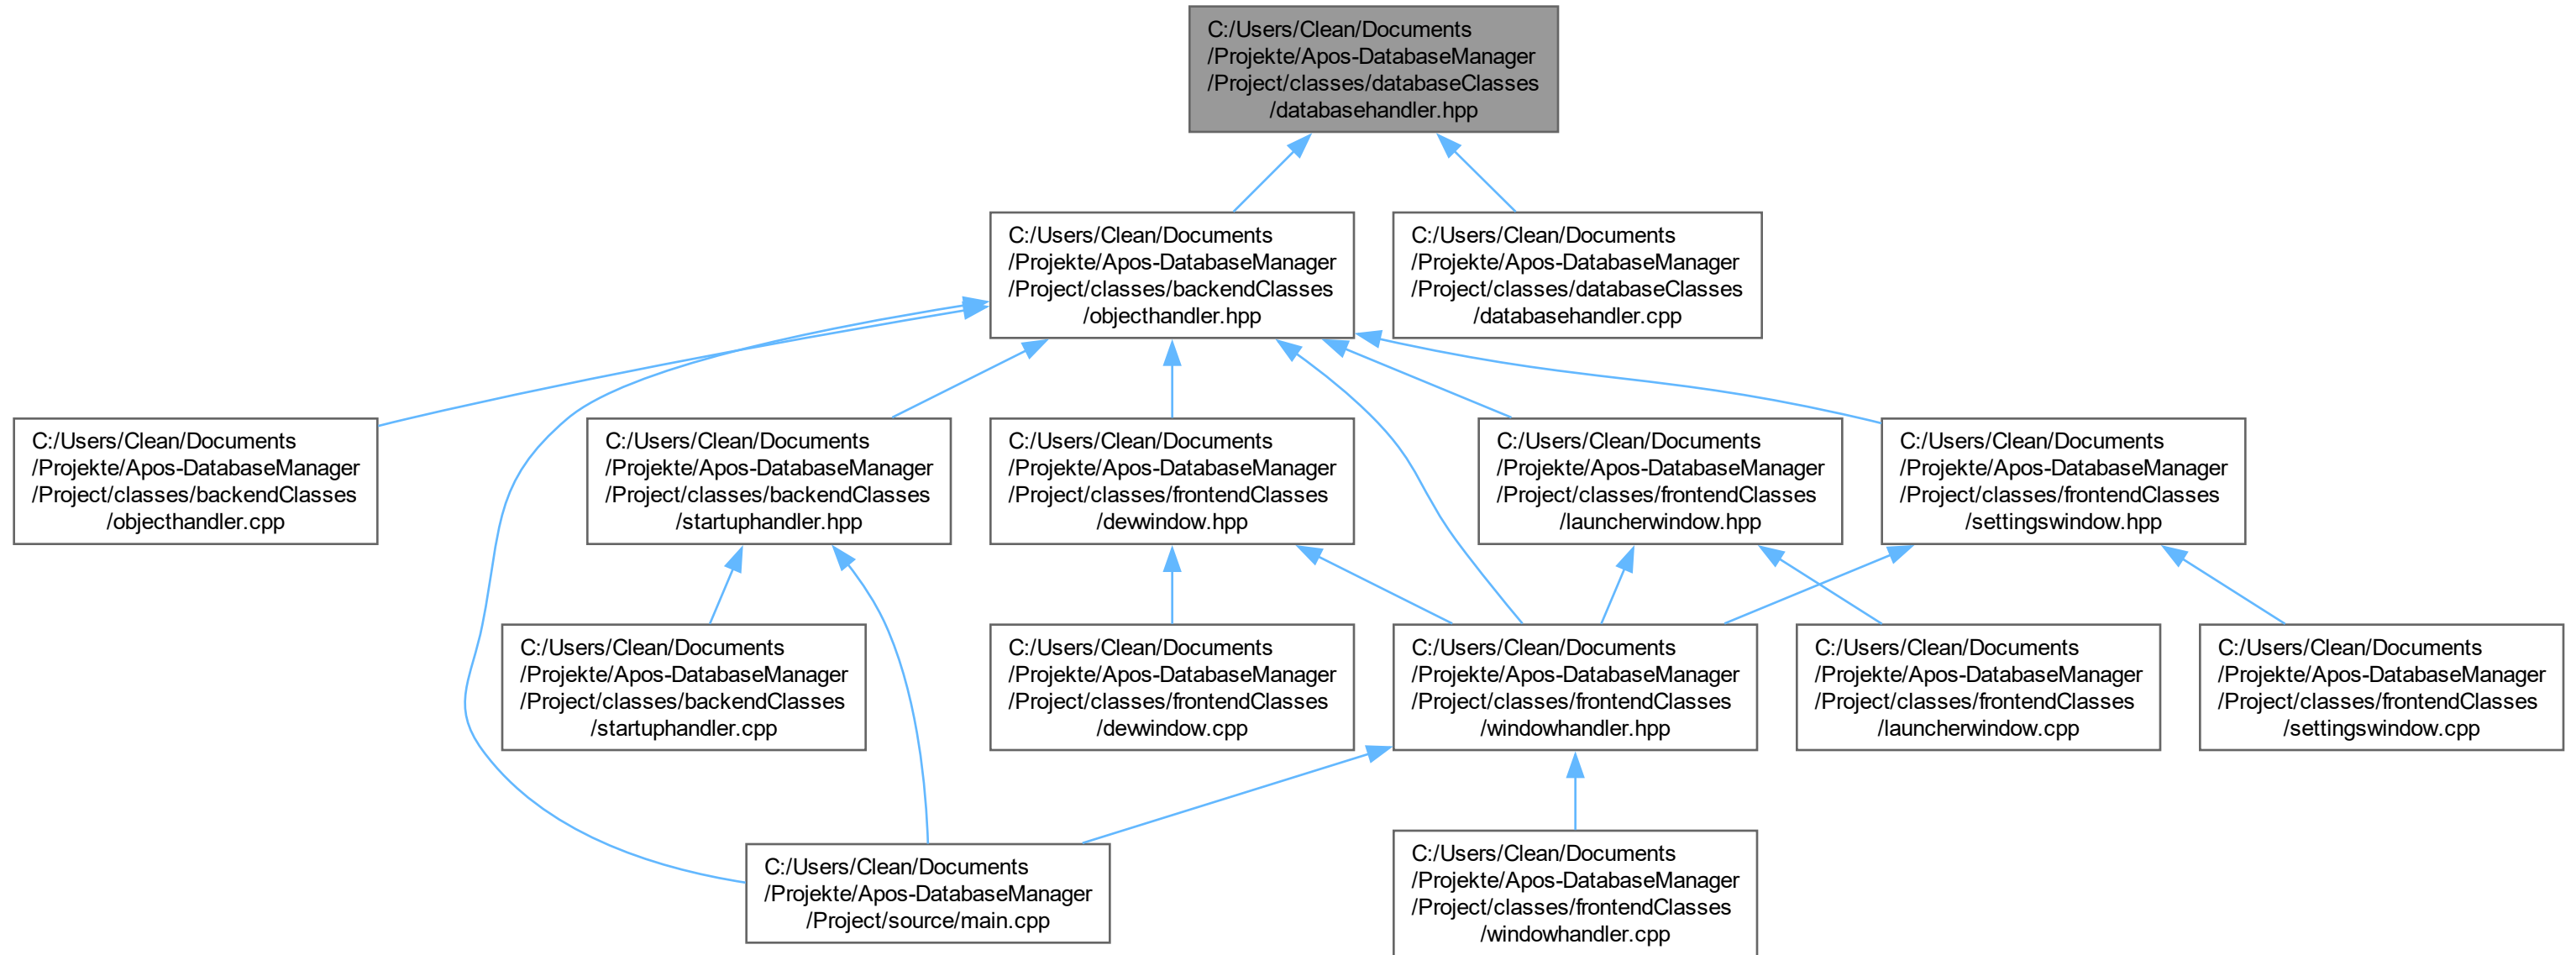 C:/Users/Clean/Documents
/Projekte/Apos-DatabaseManager
/Project/classes/databaseClasses
/databasehandler.hpp
C:/Users/Clean/Documents
/Projekte/Apos-DatabaseManager
/Project/classes/backendClasses
/objecthandler.hpp
C:/Users/Clean/Documents
/Projekte/Apos-DatabaseManager
/Project/classes/databaseClasses
/databasehandler.cpp
C:/Users/Clean/Documents
/Projekte/Apos-DatabaseManager
/Project/classes/backendClasses
/objecthandler.cpp
C:/Users/Clean/Documents
/Projekte/Apos-DatabaseManager
/Project/classes/backendClasses
/startuphandler.hpp
C:/Users/Clean/Documents
/Projekte/Apos-DatabaseManager
/Project/classes/frontendClasses
/devwindow.hpp
C:/Users/Clean/Documents
/Projekte/Apos-DatabaseManager
/Project/classes/frontendClasses
/launcherwindow.hpp
C:/Users/Clean/Documents
/Projekte/Apos-DatabaseManager
/Project/classes/frontendClasses
/settingswindow.hpp
C:/Users/Clean/Documents
/Projekte/Apos-DatabaseManager
/Project/classes/backendClasses
/startuphandler.cpp
C:/Users/Clean/Documents
/Projekte/Apos-DatabaseManager
/Project/classes/frontendClasses
/devwindow.cpp
C:/Users/Clean/Documents
/Projekte/Apos-DatabaseManager
/Project/classes/frontendClasses
/windowhandler.hpp
C:/Users/Clean/Documents
/Projekte/Apos-DatabaseManager
/Project/classes/frontendClasses
/launcherwindow.cpp
C:/Users/Clean/Documents
/Projekte/Apos-DatabaseManager
/Project/classes/frontendClasses
/settingswindow.cpp
C:/Users/Clean/Documents
/Projekte/Apos-DatabaseManager
/Project/source/main.cpp
C:/Users/Clean/Documents
/Projekte/Apos-DatabaseManager
/Project/classes/frontendClasses
/windowhandler.cpp